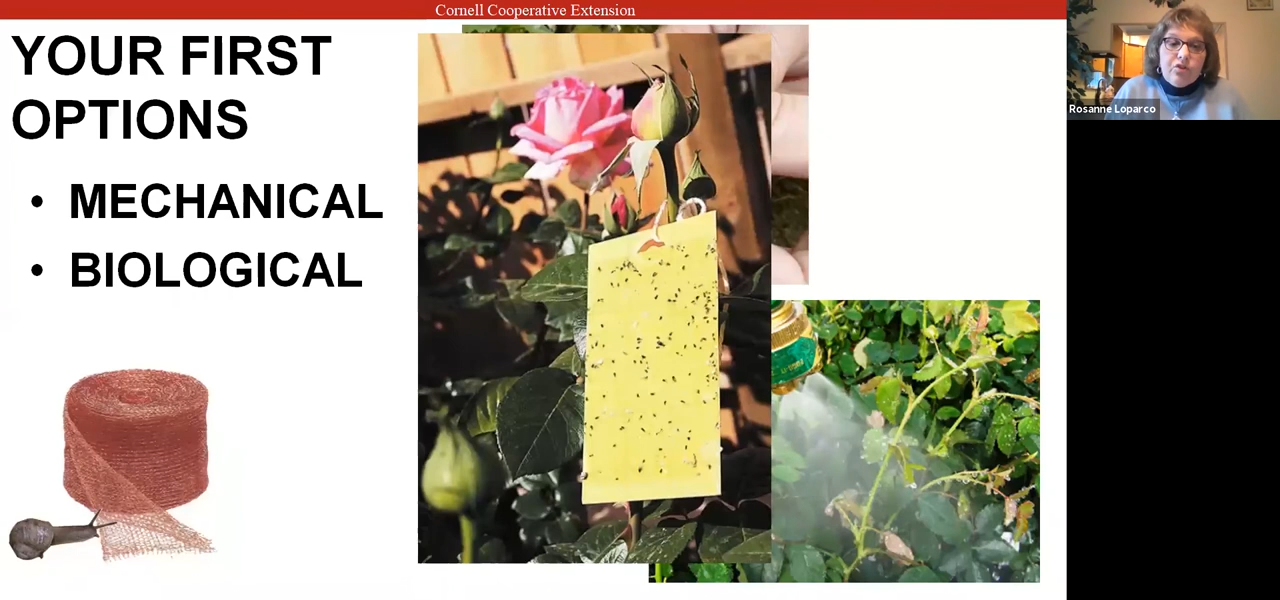 Cornell Cooperative Extension
YOUR FIRST
OPTIONS
• MECHANICAL
• BIOLOGICAL
Rosanne Loparco